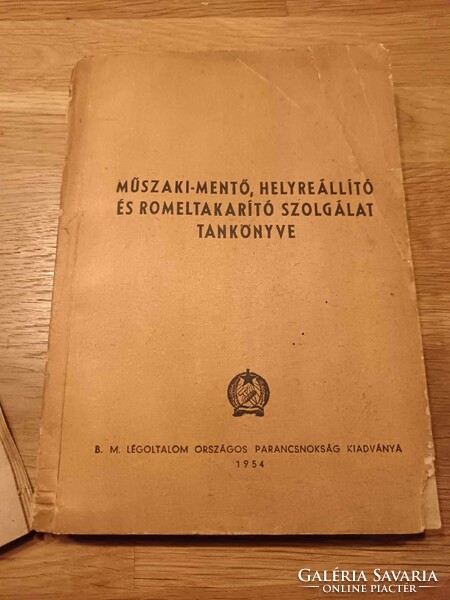 MŰSZAKI-MENTŐ, HELYREÁLLÍTÓ
ÉS ROMELTAKARÍTÓ SZOLGÁLAT
TANKÖNYVE
B. M. LÉGOLTALOM ORSZÁGOS PARANCSNOKSÁG KIADVÁNYA
1954
GALÉRIA SAVARIA
ONLINE PIACTÉR